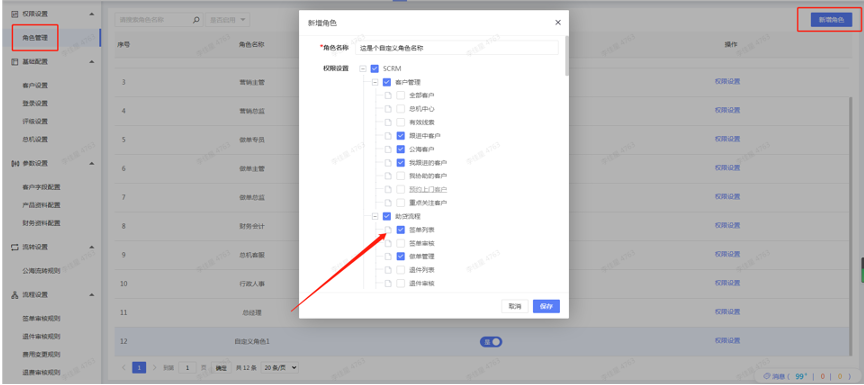 权限设置
角色管理
基础配置
客户设置
登录设置
评级设置
总机设置
参数设置
客户字段配置
产品资料配置
财务资料配置
流转设置
公海流转规则
流程设置
签单审核规则
退件审核规则
费用变更规则
退费审核规则
请搜索角色名称
是否启用
新增角色
序号
角色名称
操作
3
营销主管
权限设置
4
营销总监
权限设置
5
做单专员
权限设置
6
做单主管
权限设置
7
做单总监
权限设置
8
财务会计
权限设置
9
总机客服
权限设置
10
行政人事
权限设置
11
总经理
权限设置
12
自定义角色1
是
权限设置
1
到第
1
页
确定
共 12 条
20 条/页
新增角色
*角色名称
这是个自定义角色名称
权限设置
SCRM
客户管理
全部客户
总机中心
有效线索
跟进中客户
公海客户
我跟进的客户
我协助的客户
预约上门客户
重点关注客户
助贷流程
签单列表
签单审核
做单管理
退件列表
退件审核
取消
保存
消息 ( 99+ | 0 | 0 )